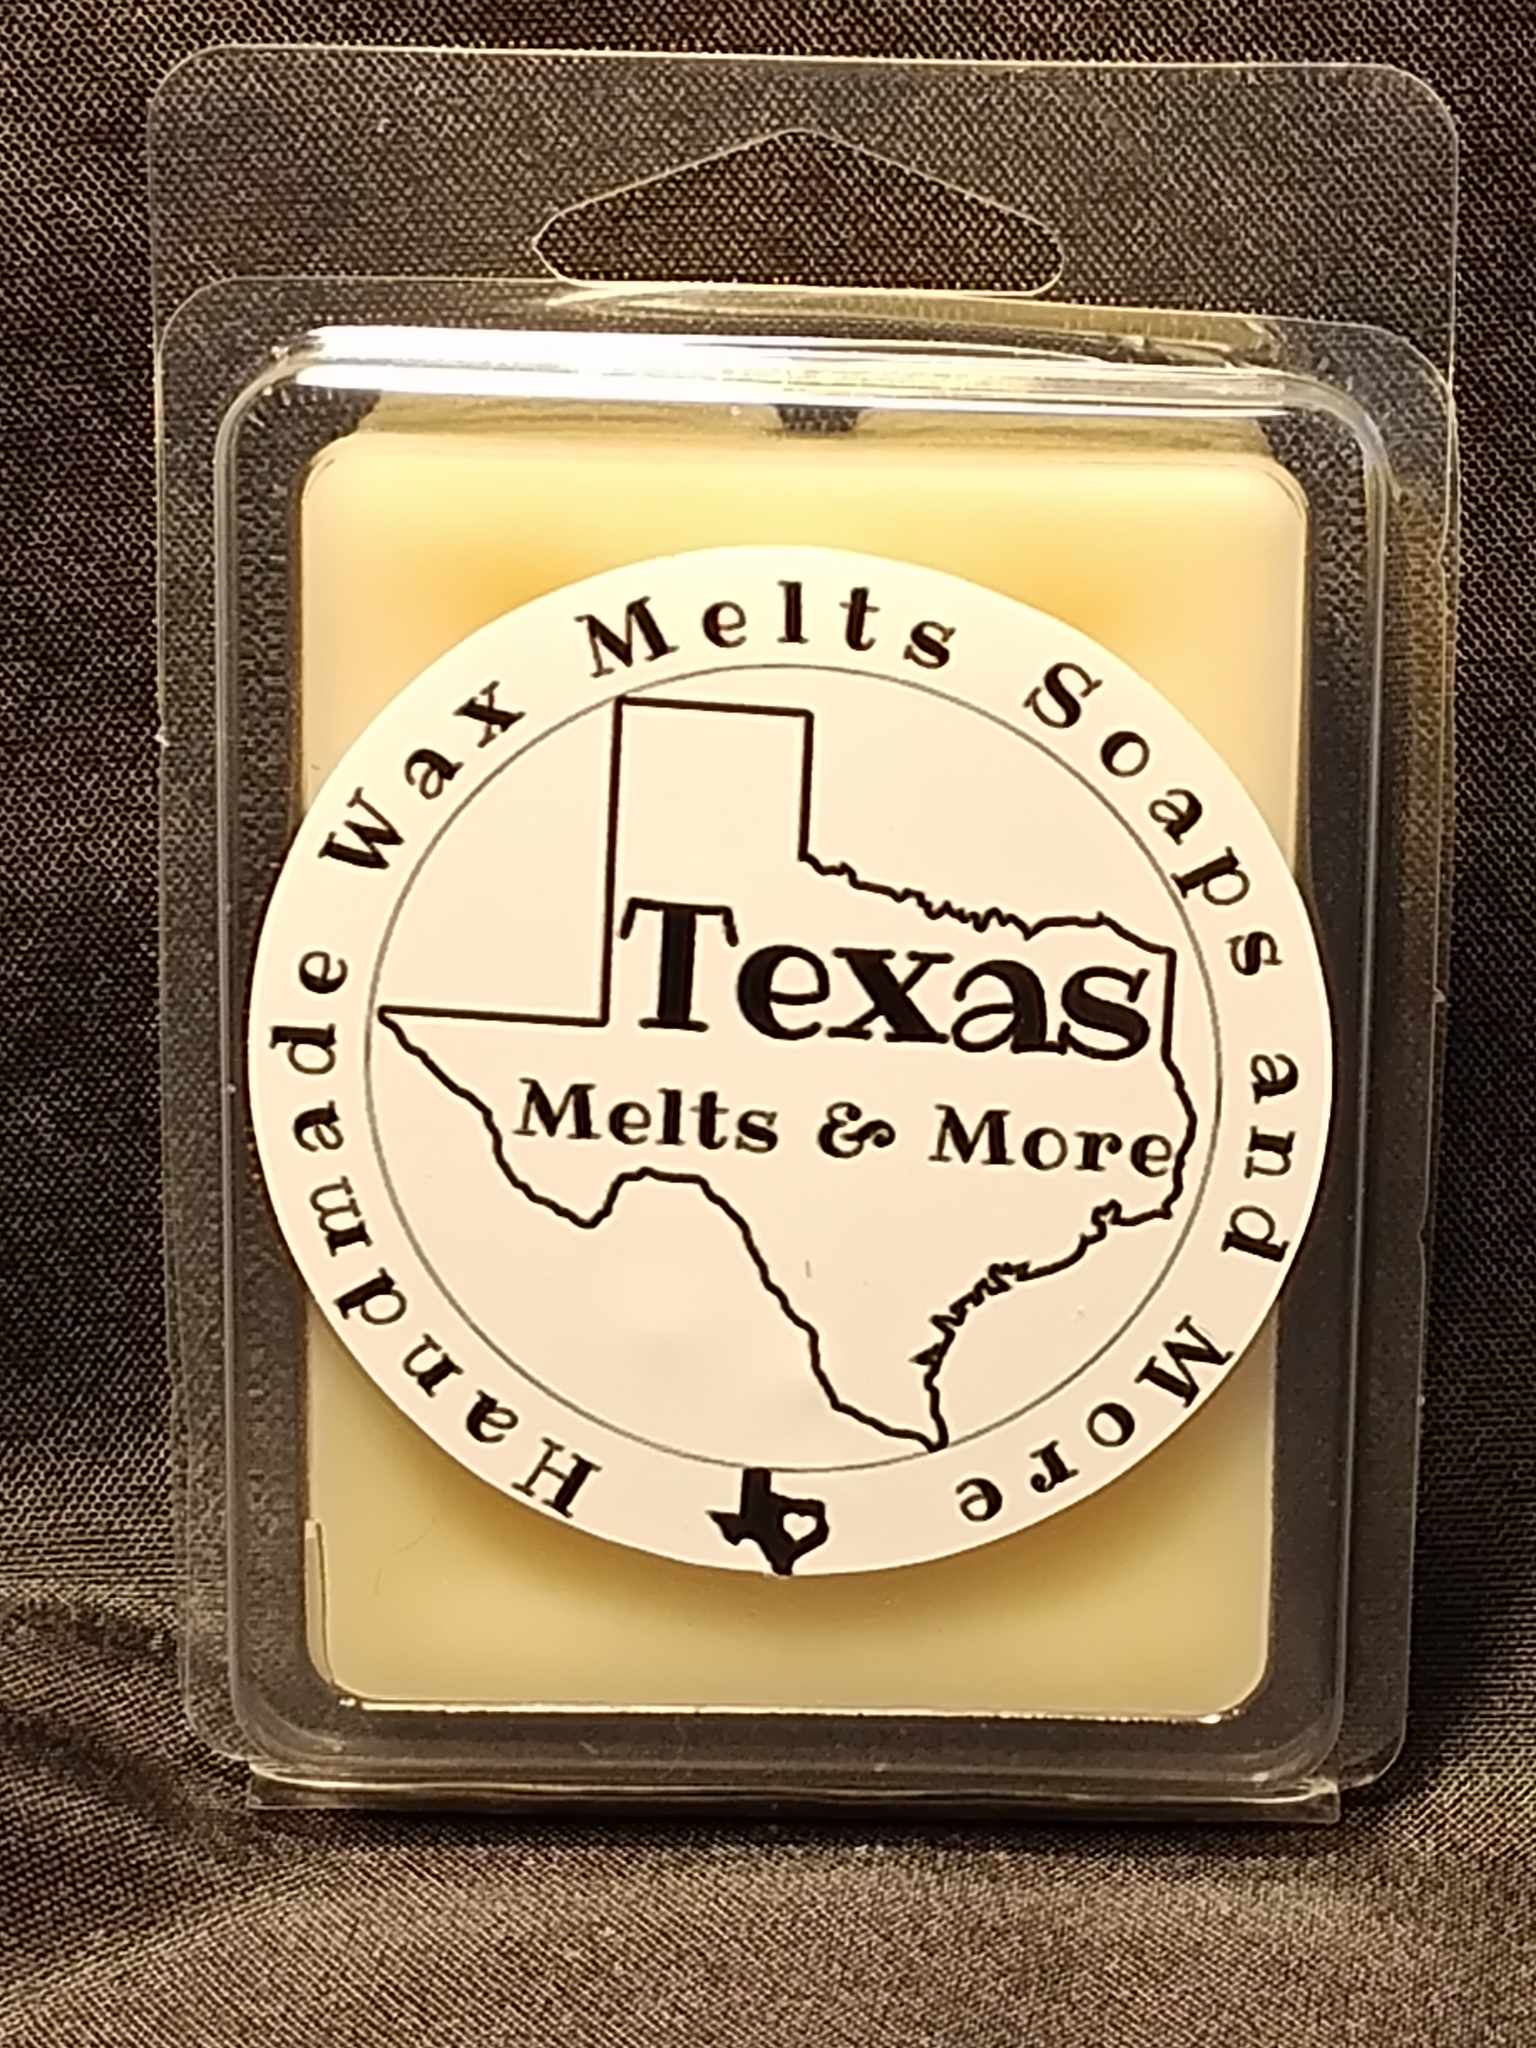 Handmade Wax Melts Soaps and More
Texas
Melts & More